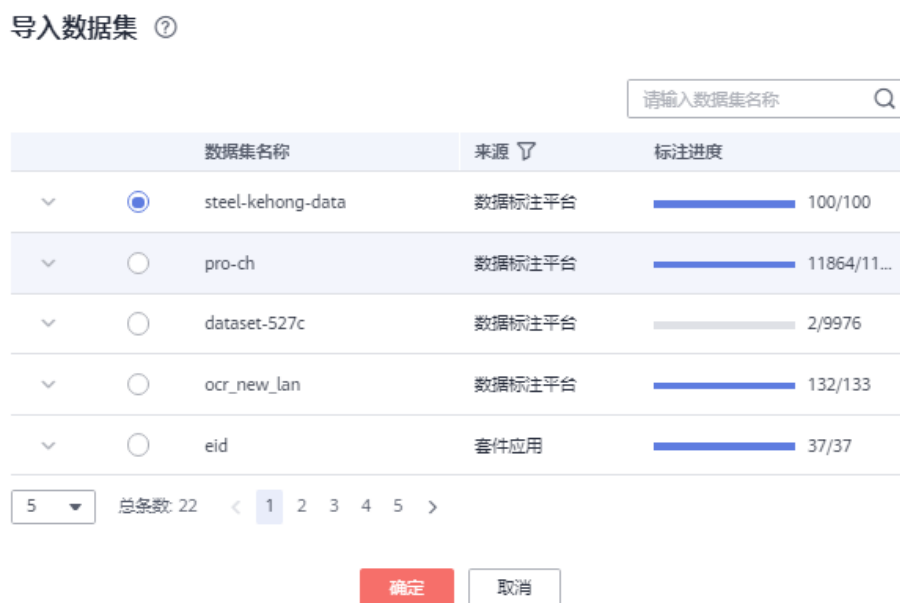 导入数据集 ?
请输入数据集名称
数据集名称 来源 标注进度
steel-kehong-data 数据标注平台 100/100
pro-ch 数据标注平台 11864/11...
dataset-527c 数据标注平台 2/9976
ocr_new_lan 数据标注平台 132/133
eid 套件应用 37/37
5 总条数: 22 < 1 2 3 4 5 >
确定 取消